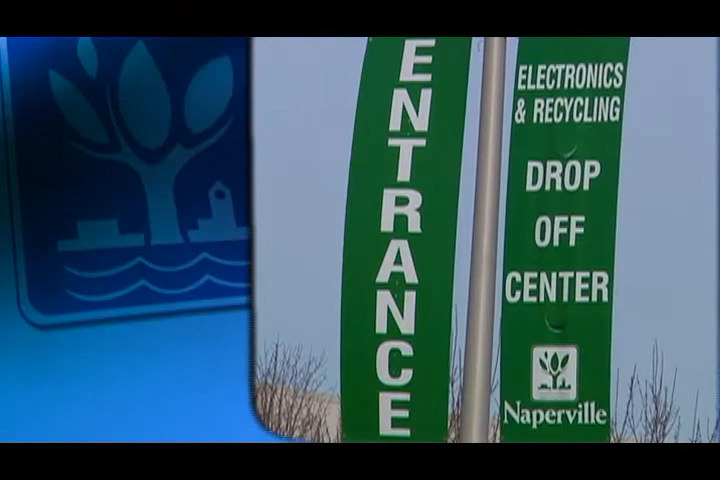 ENTRANCE
ELECTRONICS
& RECYCLING
DROP
OFF
CENTER
Naperville